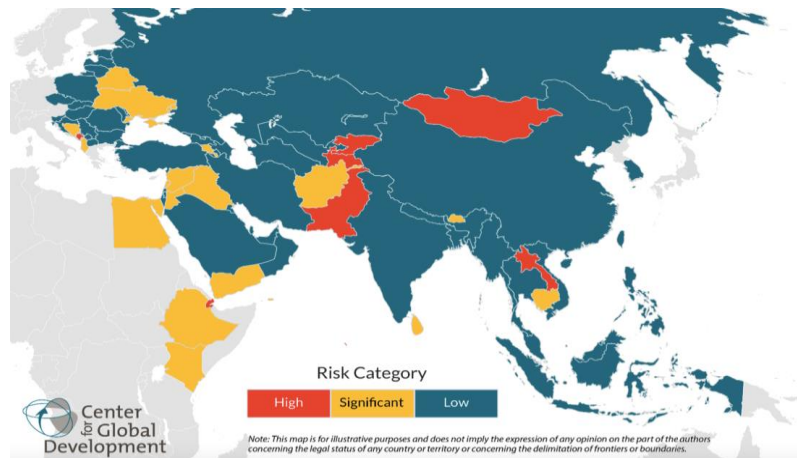 Risk Category
High Significant Low
Center
for Global
Development
Note: This map is for illustrative purposes and does not imply the expression of any opinion on the part of the authors
concerning the legal status of any country or territory or concerning the delimitation of frontiers or boundaries.